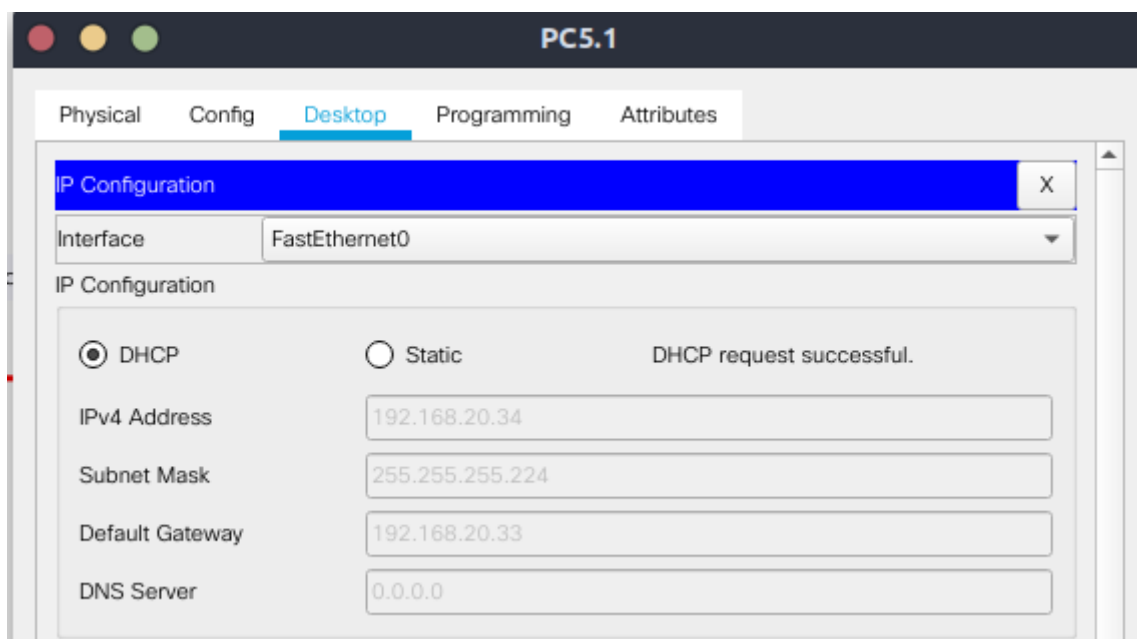 PC5.1
Physical Config Desktop Programming Attributes
IP Configuration X
Interface FastEthernet0
IP Configuration
DHCP Static DHCP request successful.
IPv4 Address 192.168.20.34
Subnet Mask 255.255.255.224
Default Gateway 192.168.20.33
DNS Server 0.0.0.0